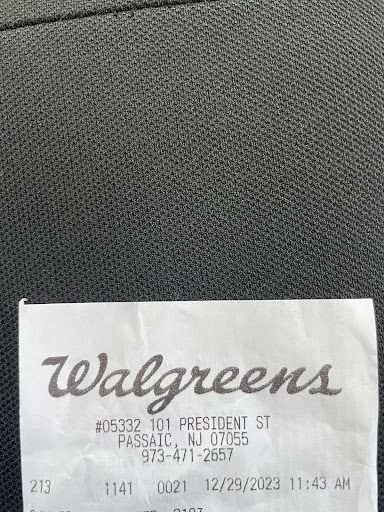 Walgreens
#05332 101 PRESIDENT ST
PASSAIC, NJ 07055
973-471-2657
213 1141 0021 12/29/2023 11:43 AM